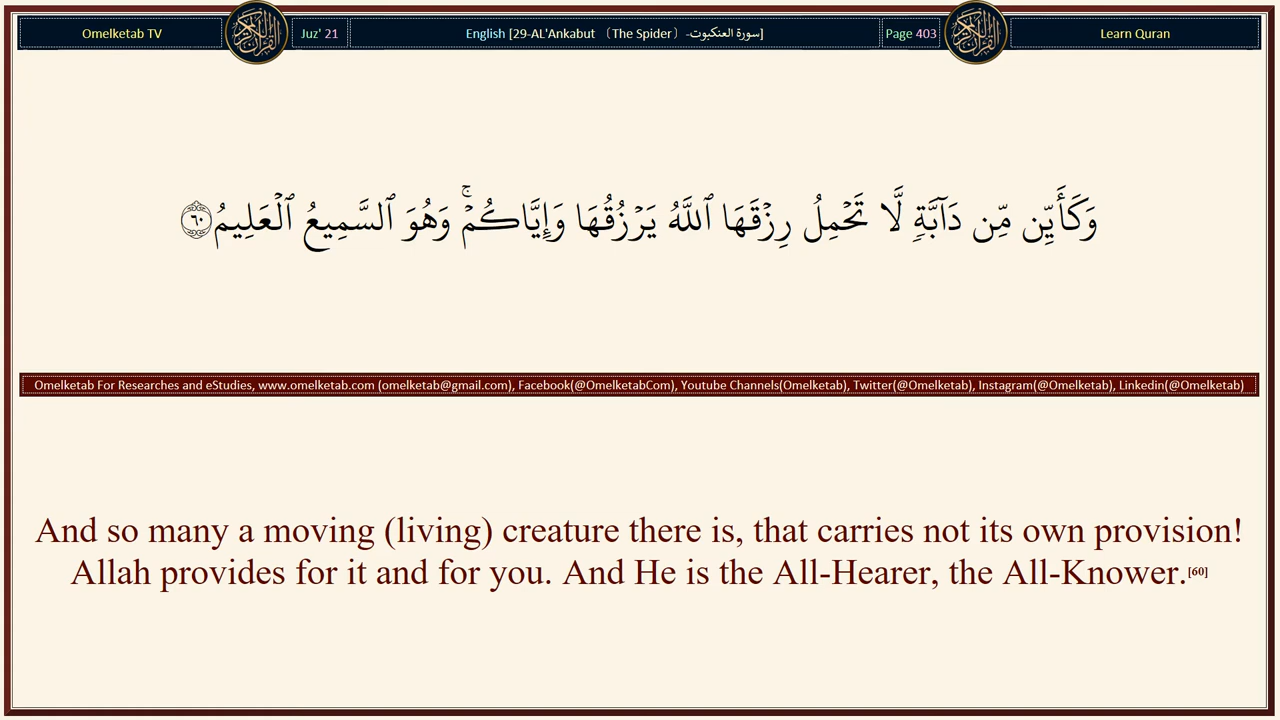 Omelketab TV
Juz' 21
English [29-AL'Ankabut (The Spider) -سورة العنكبوت]
Page 403
Learn Quran
وَكَأَيِّن مِّن دَآبَّةٍ لَّا تَحۡمِلُ رِزۡقَهَا ٱللَّهُ يَرۡزُقُهَا وَإِيَّاكُمۡۚ وَهُوَ ٱلسَّمِيعُ ٱلۡعَلِيمُ ٦٠
Omelketab For Researches and eStudies, www.omelketab.com (omelketab@gmail.com), Facebook(@OmelketabCom), Youtube Channels(Omelketab), Twitter(@Omelketab), Instagram(@Omelketab), Linkedin(@Omelketab)
And so many a moving (living) creature there is, that carries not its own provision!
Allah provides for it and for you. And He is the All-Hearer, the All-Knower.[60]